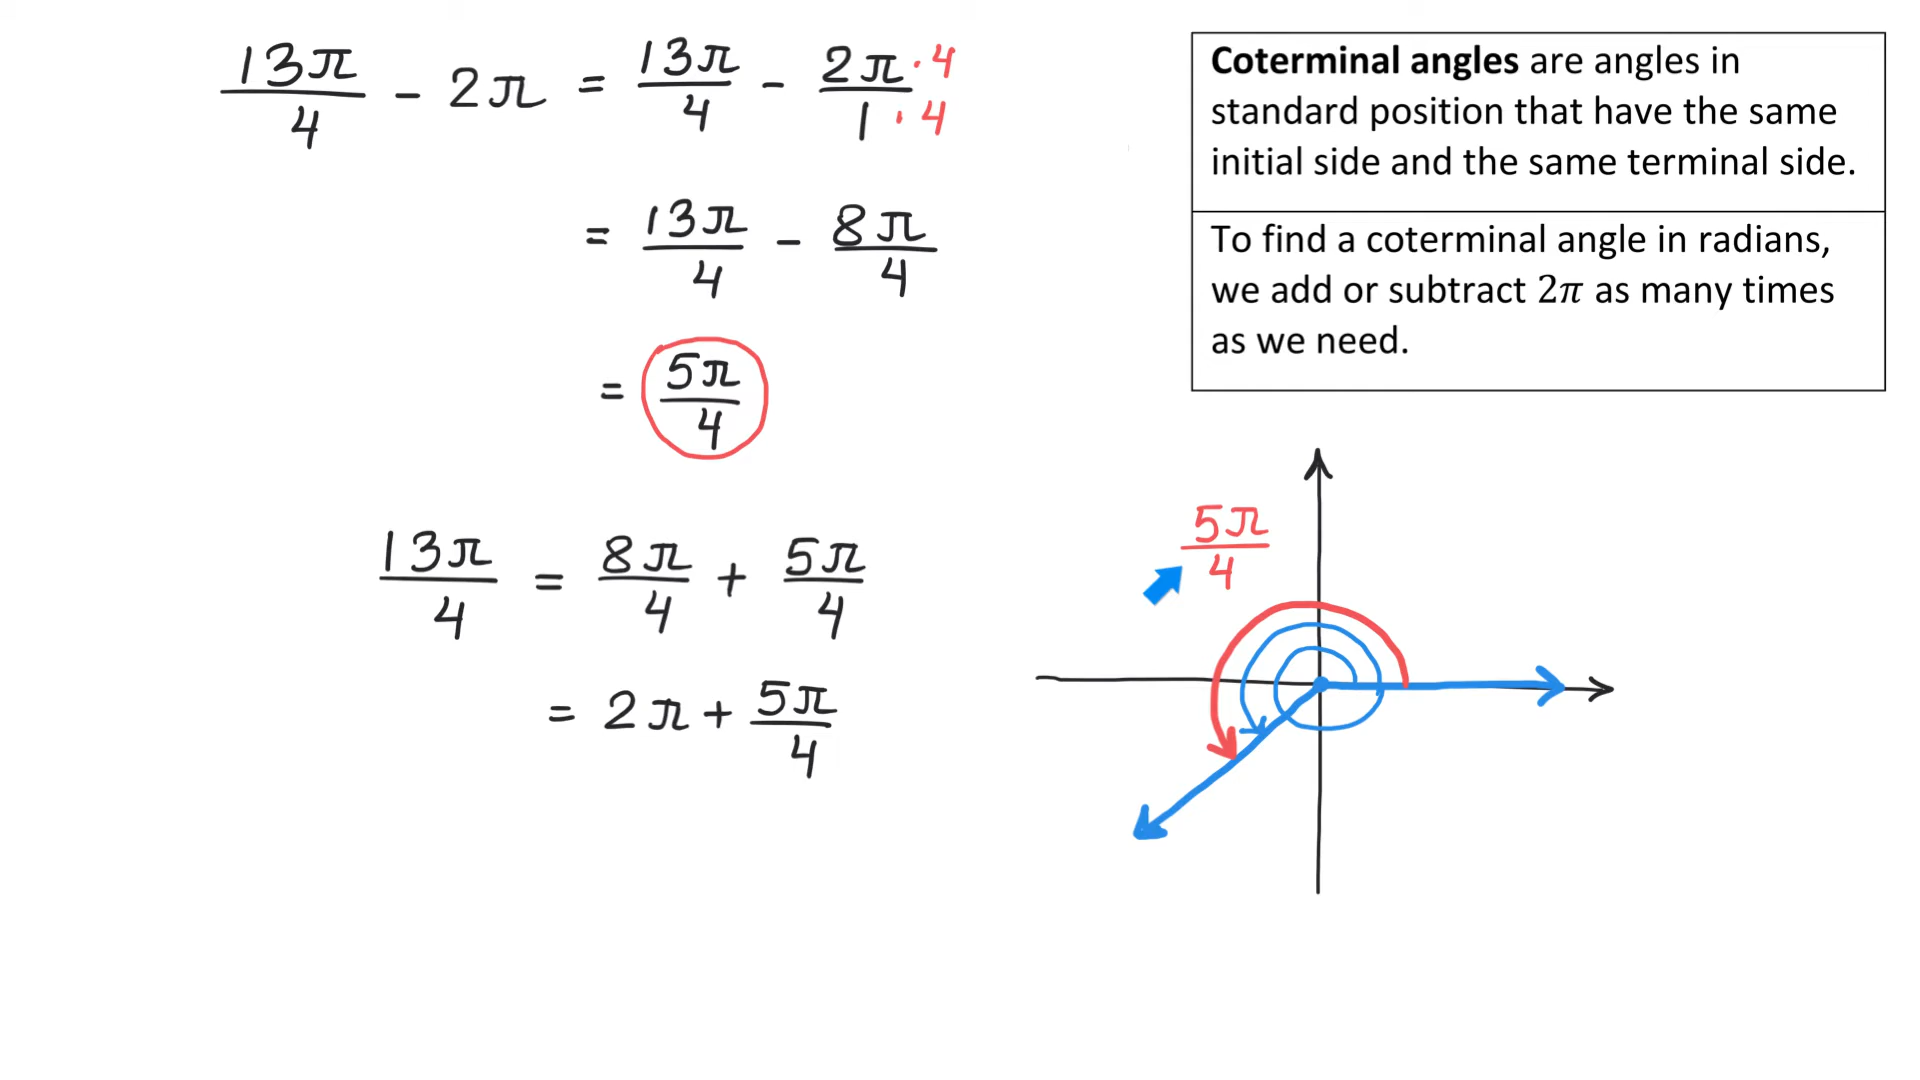 13π/4 - 2π = 13π/4 - 2π·4/1·4
= 13π/4 - 8π/4
= 5π/4
13π/4 = 8π/4 + 5π/4
= 2π + 5π/4
Coterminal angles are angles in
standard position that have the same
initial side and the same terminal side.
To find a coterminal angle in radians,
we add or subtract 2π as many times
as we need.
5π/4